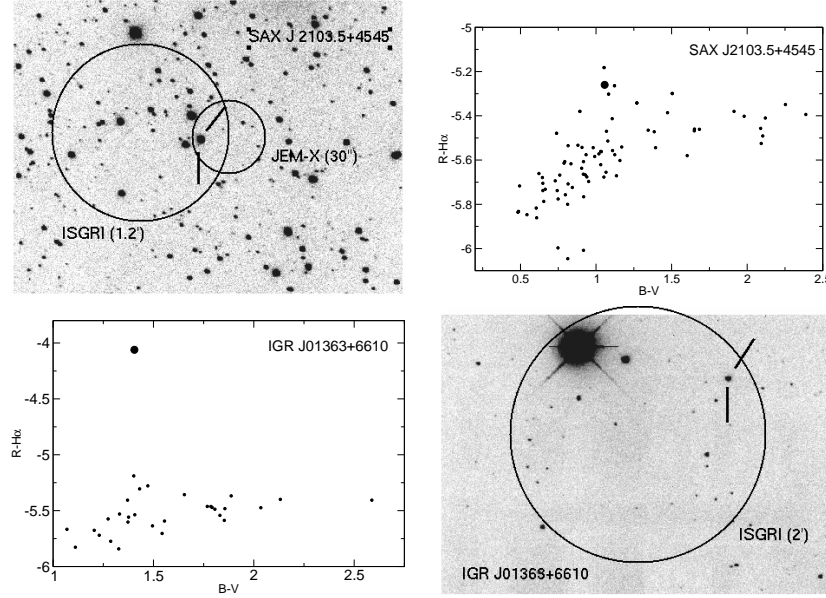 SAX J 2103.5+4545
JEM-X (30")
ISGRI (1.2')
SAX J2103.5+4545
-5
-5.2
-5.4
-5.6
-5.8
-6
R-Hα
0.5 1 1.5 2 2.5
B-V
IGR J01363+6610
-4
-4.5
-5
-5.5
-6
R-Hα
1 1.5 2 2.5
B-V
ISGRI (2')
IGR J01363+6610